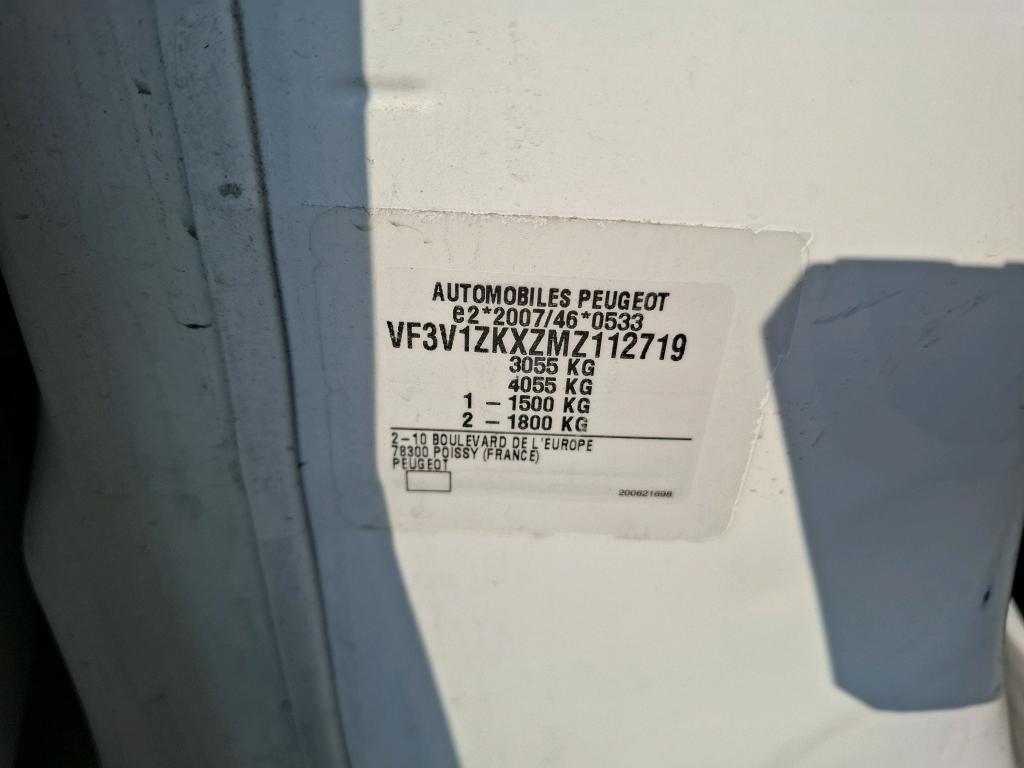 AUTOMOBILES PEUGEOT
e2*2007/46*0533
VF3V1ZKXZMZ112719
3055 KG
4055 KG
1 – 1500 KG
2 – 1800 KG
2–10 BOULEVARD DE L'EUROPE
78300 POISSY (FRANCE)
PEUGEOT
200621698